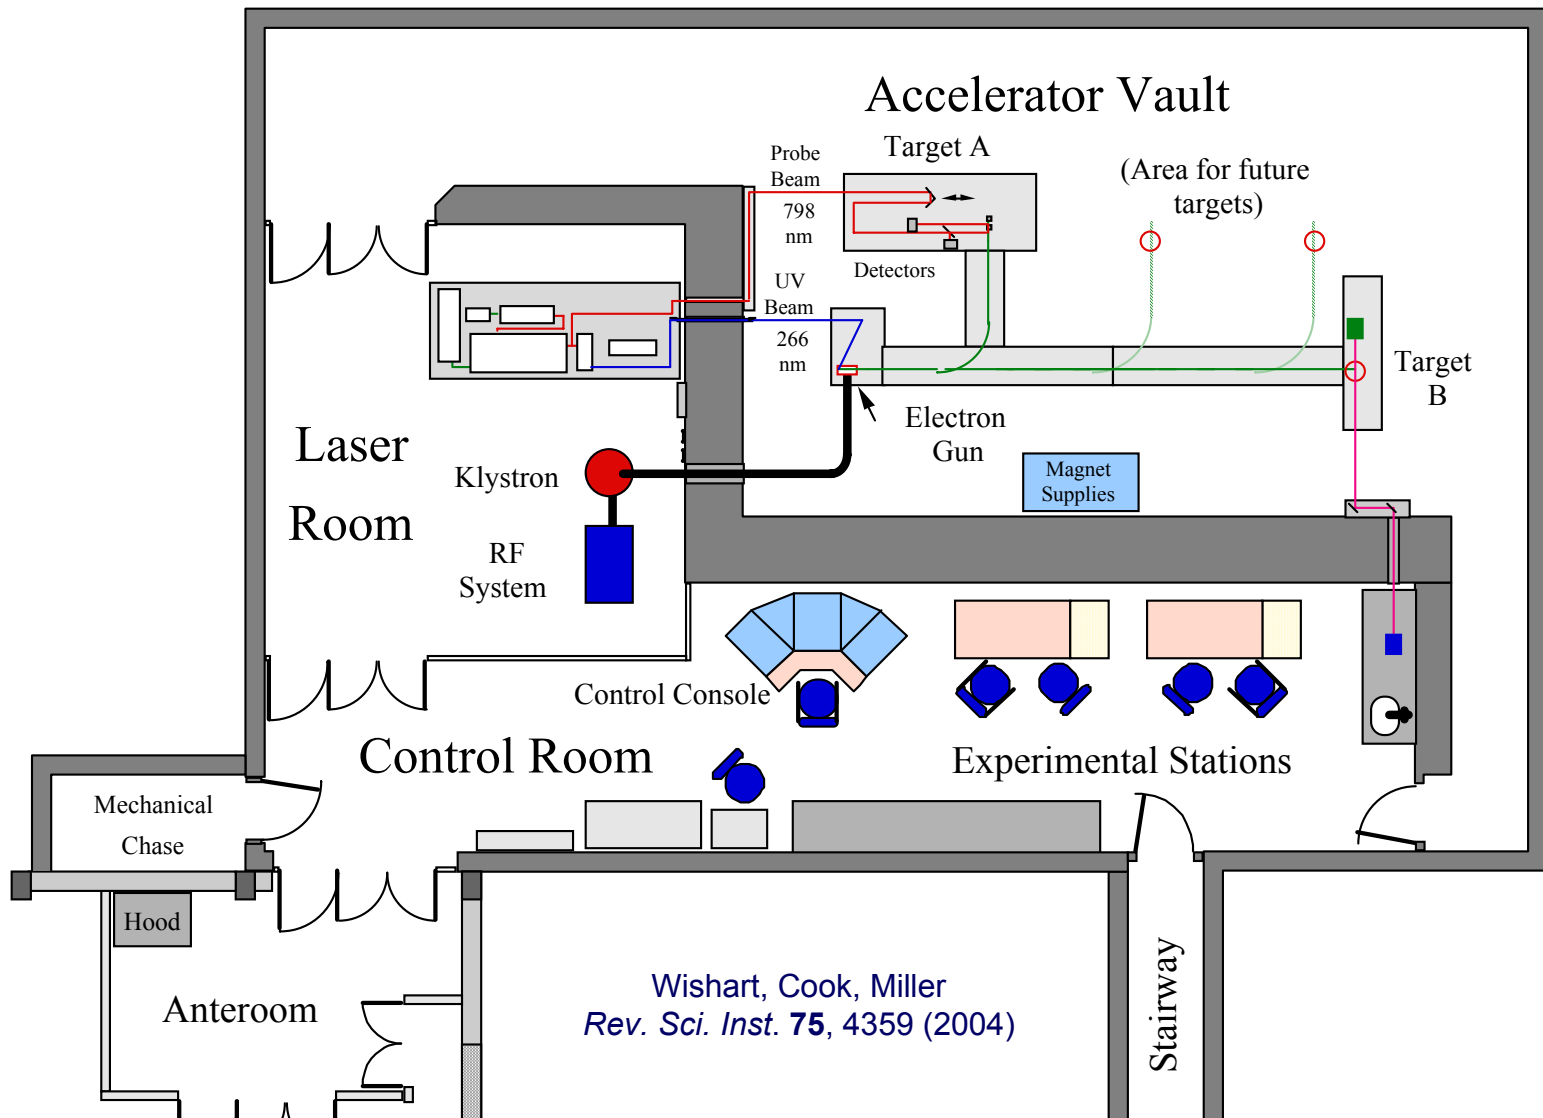 Accelerator Vault
Probe
Beam
798
nm
Target A
(Area for future
targets)
Detectors
UV
Beam
266
nm
Target
B
Electron
Gun
Laser
Room
Klystron
Magnet
Supplies
RF
System
Control Console
Control Room
Experimental Stations
Mechanical
Chase
Hood
Anteroom
Wishart, Cook, Miller
Rev. Sci. Inst. 75, 4359 (2004)
Stairway